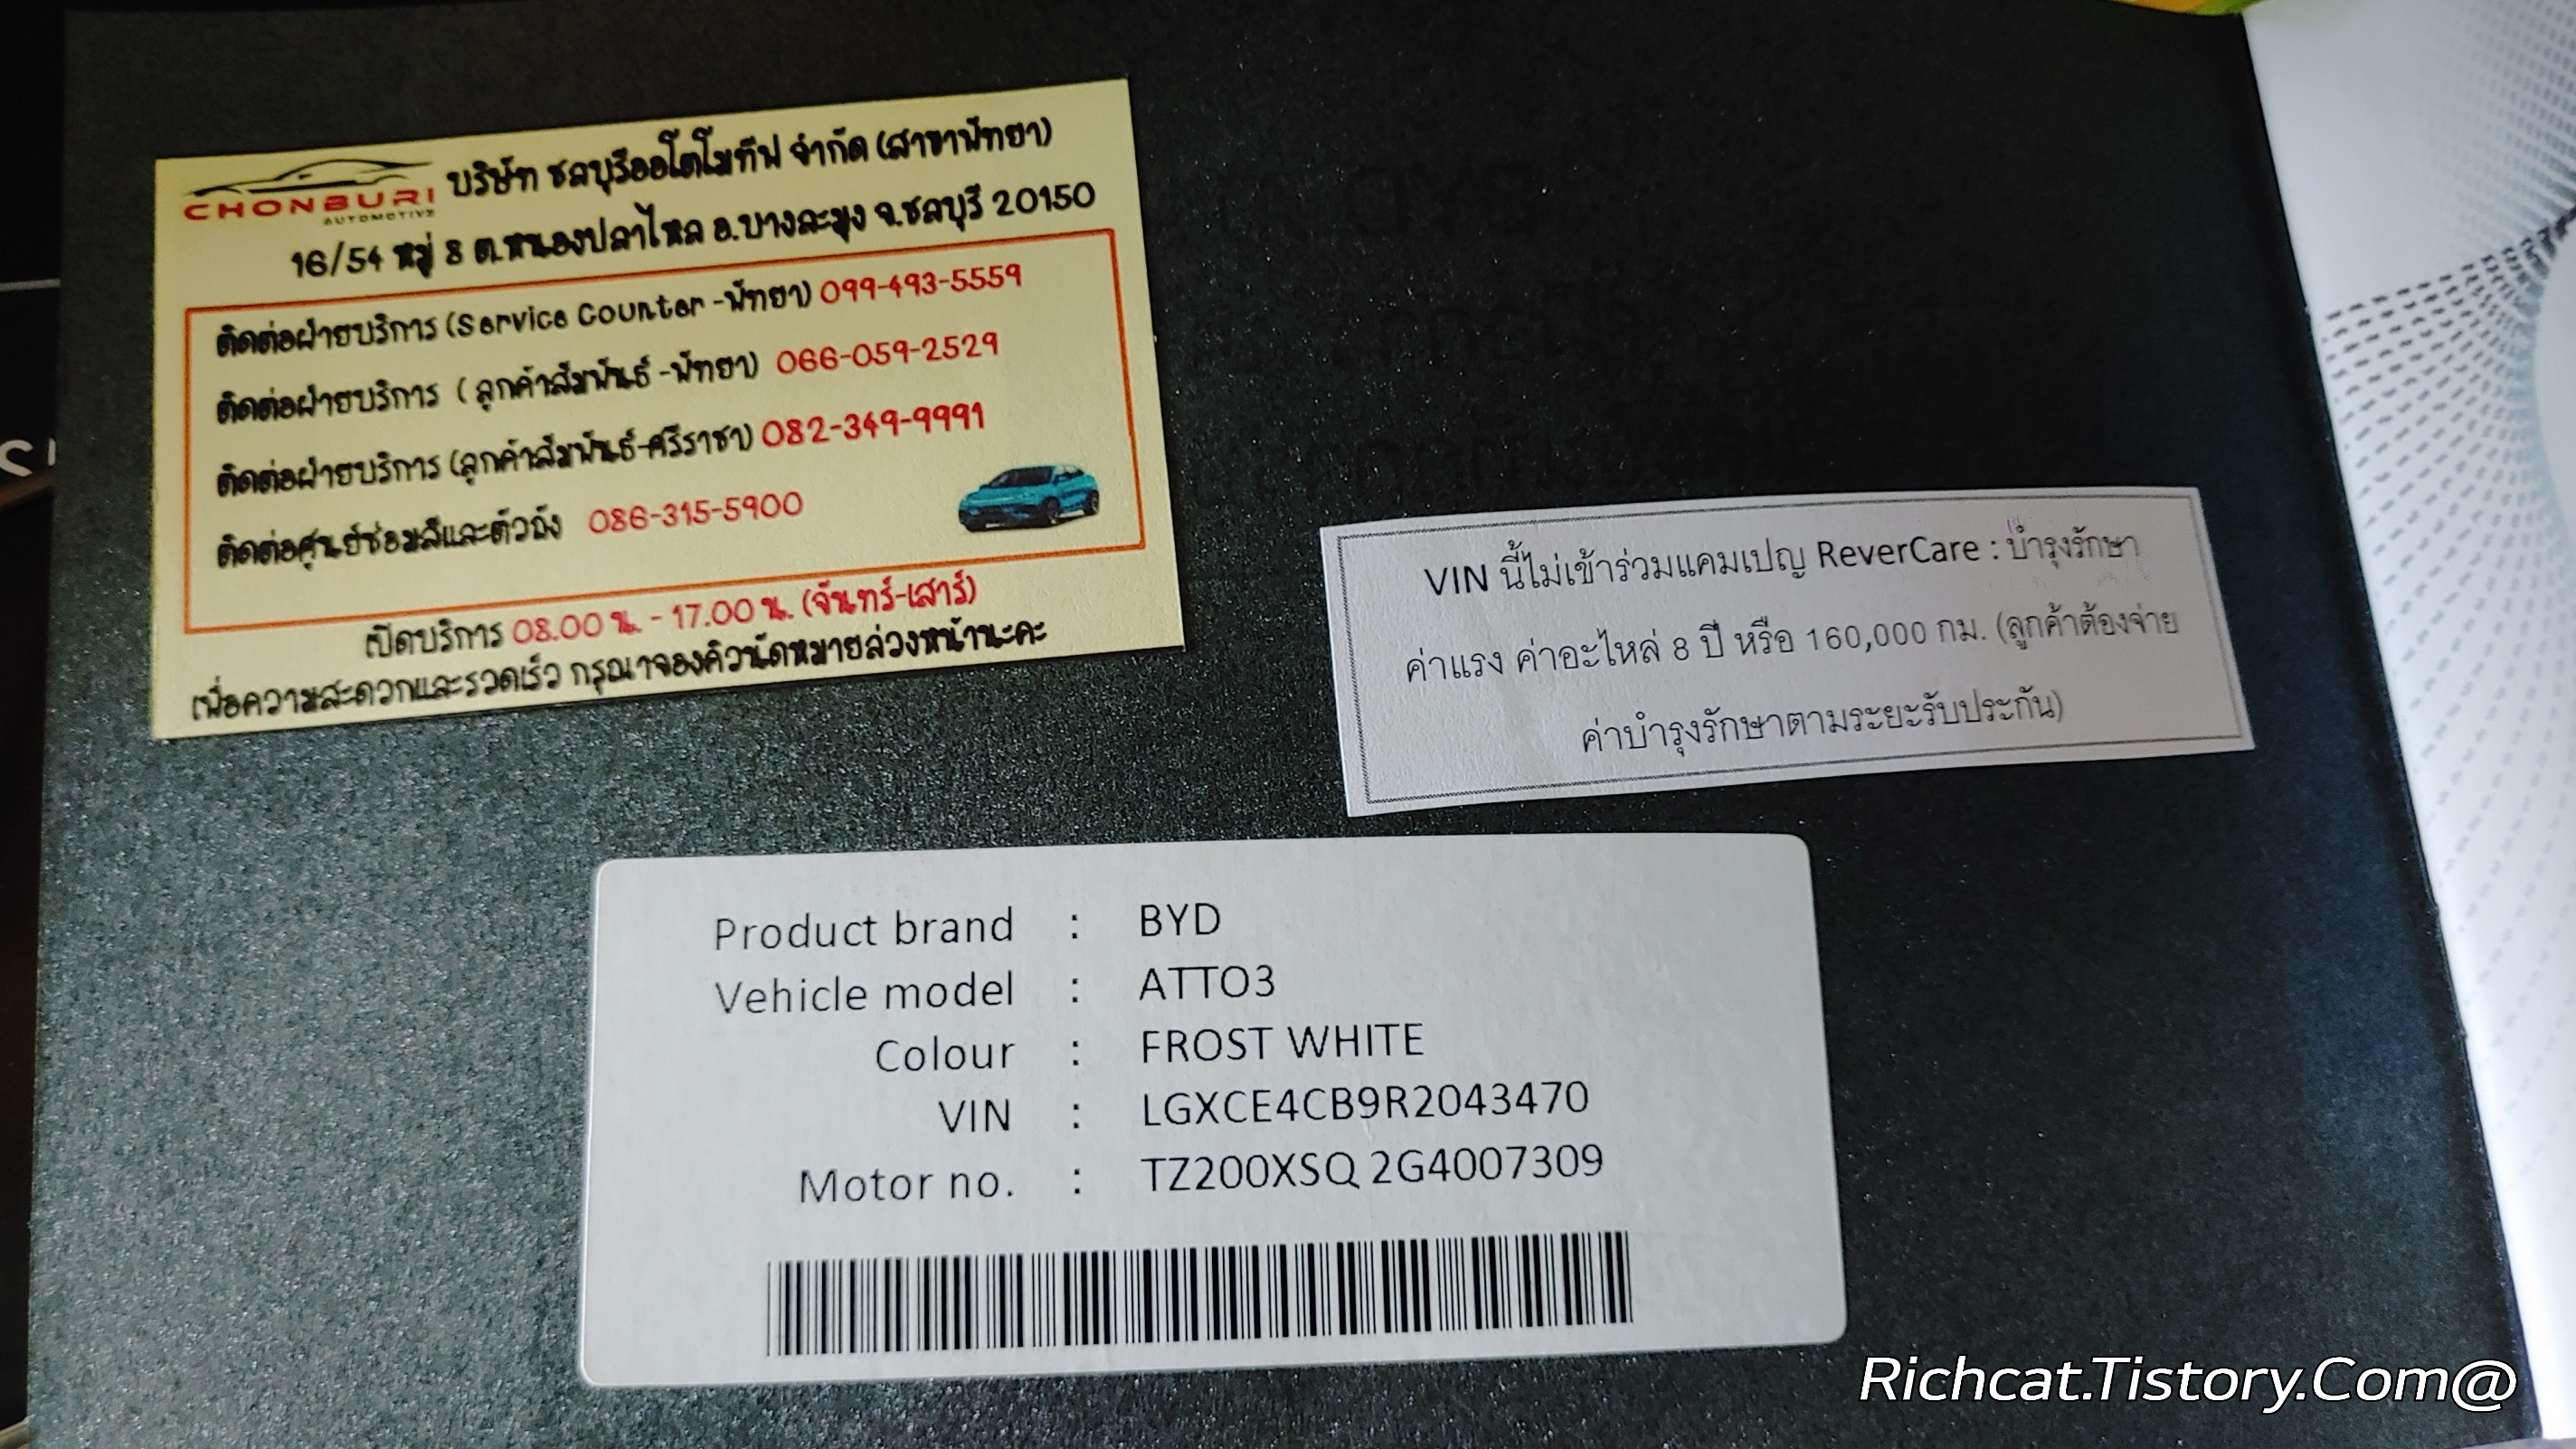 CHONBURI
AUTOMOTIVE
บริษัท ชลบุรีออโตโมทีฟ จำกัด (สาขาพัทยา)
16/54 หมู่ 8 ต.หนองปลาไหล อ.บางละมุง จ.ชลบุรี 20150
ติดต่อฝ่ายบริการ (Service Counter -พัทยา) 099-493-5559
ติดต่อฝ่ายบริการ ( ลูกค้าสัมพันธ์ -พัทยา) 066-059-2529
ติดต่อฝ่ายบริการ (ลูกค้าสัมพันธ์-ศรีราชา) 082-349-9991
ติดต่อศูนย์ซ่อมสีและตัวถัง 086-315-5900
เปิดบริการ 08.00 น. - 17.00 น. (จันทร์-เสาร์)
เพื่อความสะดวกและรวดเร็ว กรุณาจองคิวนัดหมายล่วงหน้านะคะ
VIN นี้ไม่เข้าร่วมแคมเปญ ReverCare : บำรุงรักษา
ค่าแรง ค่าอะไหล่ 8 ปี หรือ 160,000 กม. (ลูกค้าต้องจ่าย
ค่าบำรุงรักษาตามระยะรับประกัน)
Product brand : BYD
Vehicle model : ATTO3
Colour : FROST WHITE
VIN : LGXCE4CB9R2043470
Motor no. : TZ200XSQ 2G4007309
Richcat.Tistory.Com@